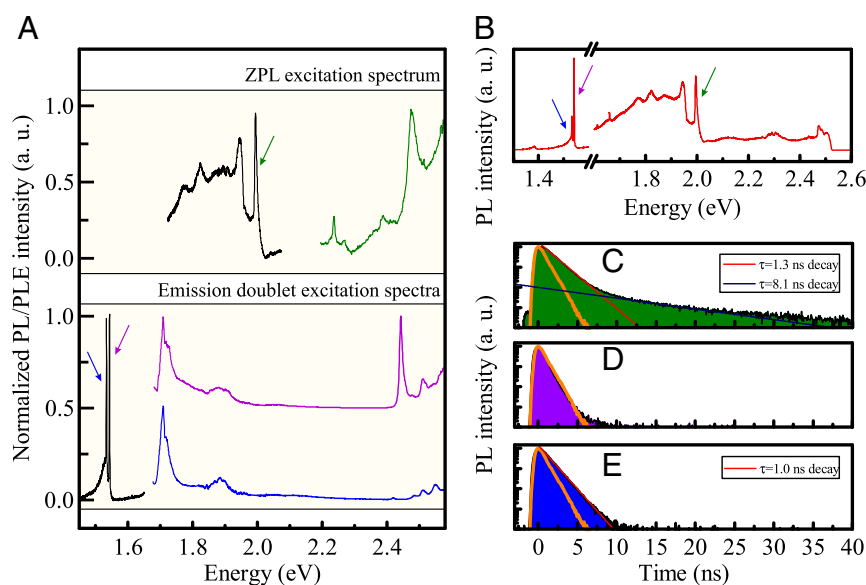 A
ZPL excitation spectrum
1.0
0.5
0.0
Emission doublet excitation spectra
1.0
0.5
0.0
1.6
1.8
2.0
2.2
2.4
Energy (eV)
Normalized PL/PLE intensity (a. u.)
B
PL intensity (a. u.)
1.4
1.8
2.0
2.2
2.4
2.6
Energy (eV)
C
τ=1.3 ns decay
τ=8.1 ns decay
D
E
τ=1.0 ns decay
PL intensity (a. u.)
0
5
10
15
20
25
30
35
40
Time (ns)